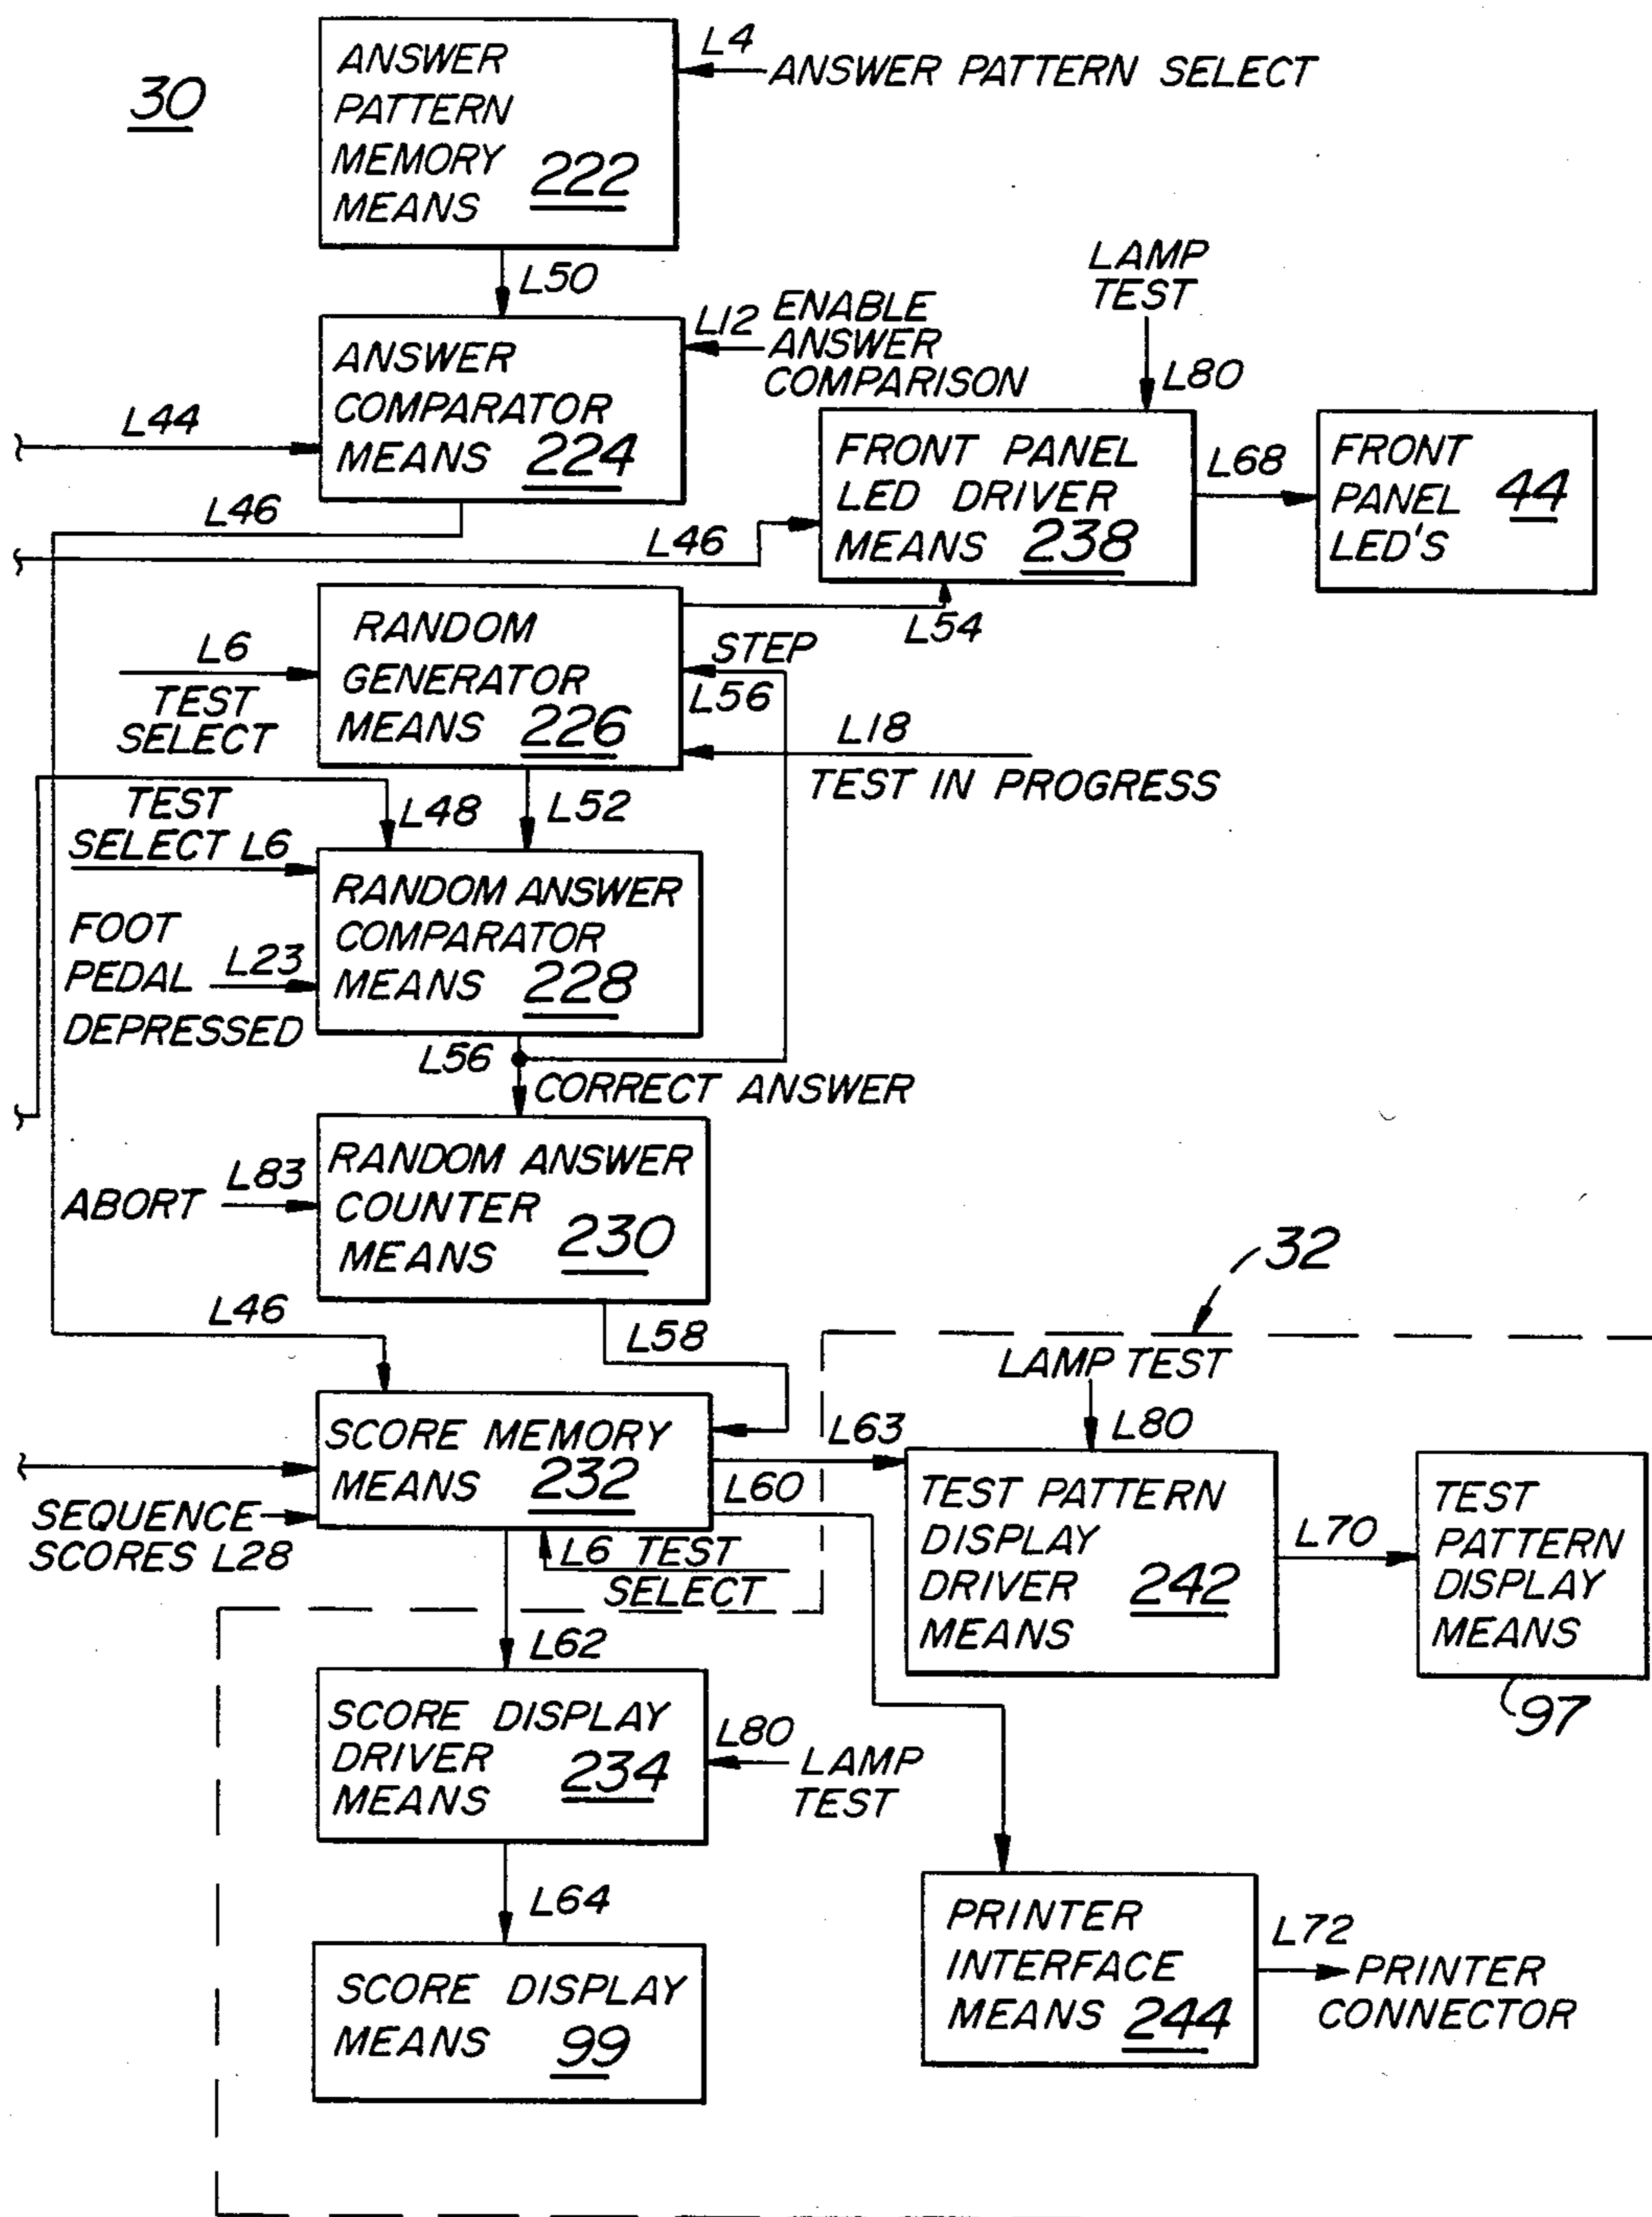 30
ANSWER
PATTERN
MEMORY
MEANS 222
L4
ANSWER PATTERN SELECT
L50
ANSWER
COMPARATOR
MEANS 224
L12 ENABLE
ANSWER
COMPARISON
L44
L46
LAMP
TEST
L80
FRONT PANEL
LED DRIVER
MEANS 238
L68
FRONT
PANEL 44
LED'S
L46
L54
RANDOM
GENERATOR
MEANS 226
L6
TEST
SELECT
STEP
L56
L18
TEST IN PROGRESS
L48
L52
TEST
SELECT L6
FOOT
PEDAL L23
DEPRESSED
RANDOM ANSWER
COMPARATOR
MEANS 228
L56
CORRECT ANSWER
RANDOM ANSWER
COUNTER
MEANS 230
ABORT L83
L46
L58
32
LAMP TEST
L80
SCORE MEMORY
MEANS 232
L63
L60
SEQUENCE
SCORES L28
L6 TEST
SELECT
TEST PATTERN
DISPLAY
DRIVER 242
MEANS
L70
TEST
PATTERN
DISPLAY
MEANS
97
L62
SCORE DISPLAY
DRIVER 234
MEANS
L80
LAMP
TEST
L64
SCORE DISPLAY
MEANS 99
PRINTER
INTERFACE
MEANS 244
L72
PRINTER
CONNECTOR